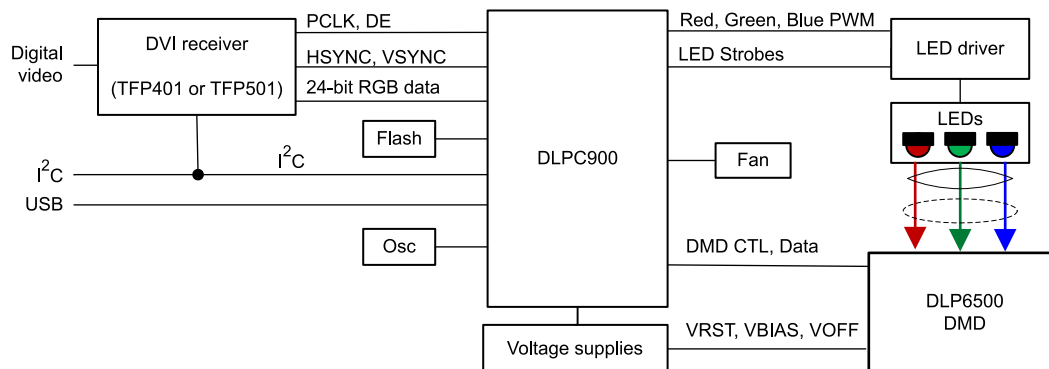 Digital
video
DVI receiver
(TFP401 or TFP501)
PCLK, DE
HSYNC, VSYNC
24-bit RGB data
I²C
I²C
USB
Flash
Osc
DLPC900
Voltage supplies
Fan
Red, Green, Blue PWM
LED Strobes
LED driver
LEDs
DMD CTL, Data
VRST, VBIAS, VOFF
DLP6500
DMD